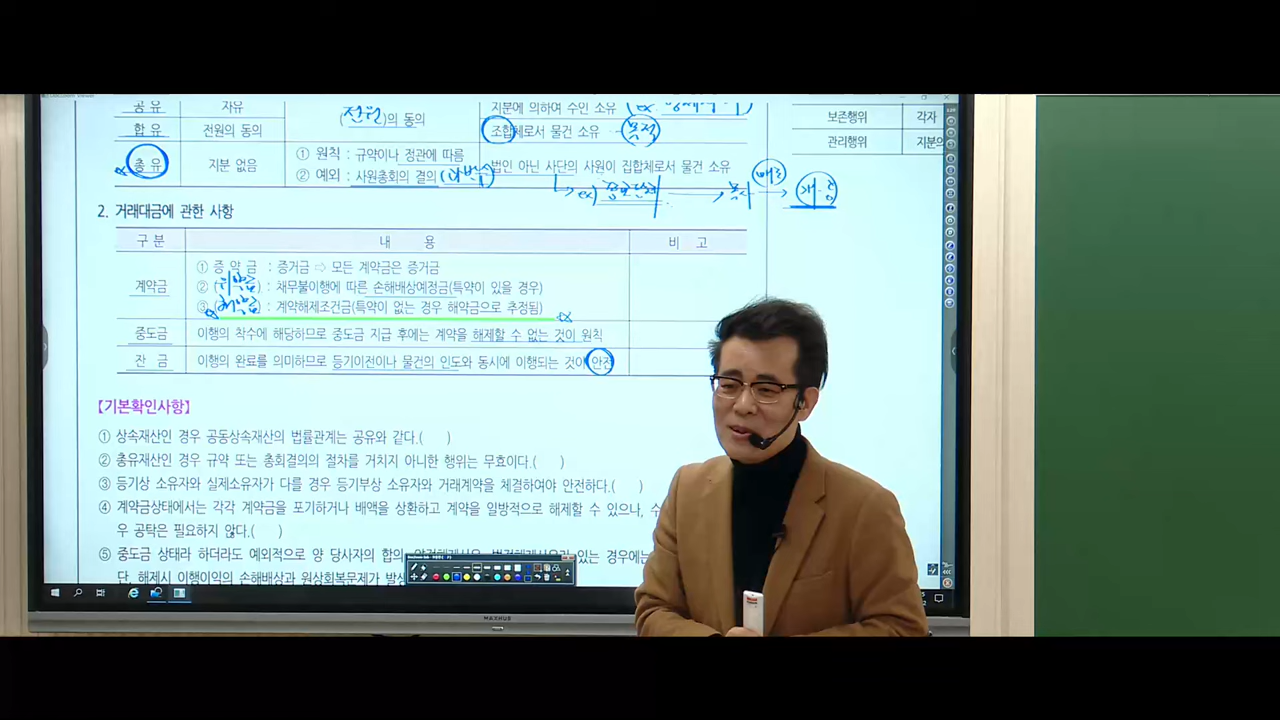 공 유 자유 지분에 의하여 수인 소유
(전원)의 동의
합 유 전원의 동의 조합체로서 물건 소유 목적
총 유 지분 없음 ① 원칙 : 규약이나 정관에 따름 법인 아닌 사단의 사원이 집합체로서 물건 소유
② 예외 : 사원총회의 결의(과반수)
보존행위 각자
관리행위 지분의
2. 거래대금에 관한 사항
구 분 내 용 비 고
계약금 ① 증 약 금 : 증거금 ⇨ 모든 계약금은 증거금
② (위약금) : 채무불이행에 따른 손해배상예정금(특약이 있을 경우)
③ (해약금) : 계약해제조건금(특약이 없는 경우 해약금으로 추정됨)
중도금 이행의 착수에 해당하므로 중도금 지급 후에는 계약을 해제할 수 없는 것이 원칙
잔 금 이행의 완료를 의미하므로 등기이전이나 물건의 인도와 동시에 이행되는 것이 안전
【기본확인사항】
① 상속재산인 경우 공동상속재산의 법률관계는 공유와 같다.( )
② 총유재산인 경우 규약 또는 총회결의의 절차를 거치지 아니한 행위는 무효이다.( )
③ 등기상 소유자와 실제소유자가 다를 경우 등기부상 소유자와 거래계약을 체결하여야 안전하다.( )
④ 계약금상태에서는 각각 계약금을 포기하거나 배액을 상환하고 계약을 일방적으로 해제할 수 있으나, 수
우 공탁은 필요하지 않다.( )
⑤ 중도금 상태라 하더라도 예외적으로 양 당사자의 합의, 있는 경우에는
단, 해제시 이행이익의 손해배상과 원상회복문제가 발생
MAXHUB